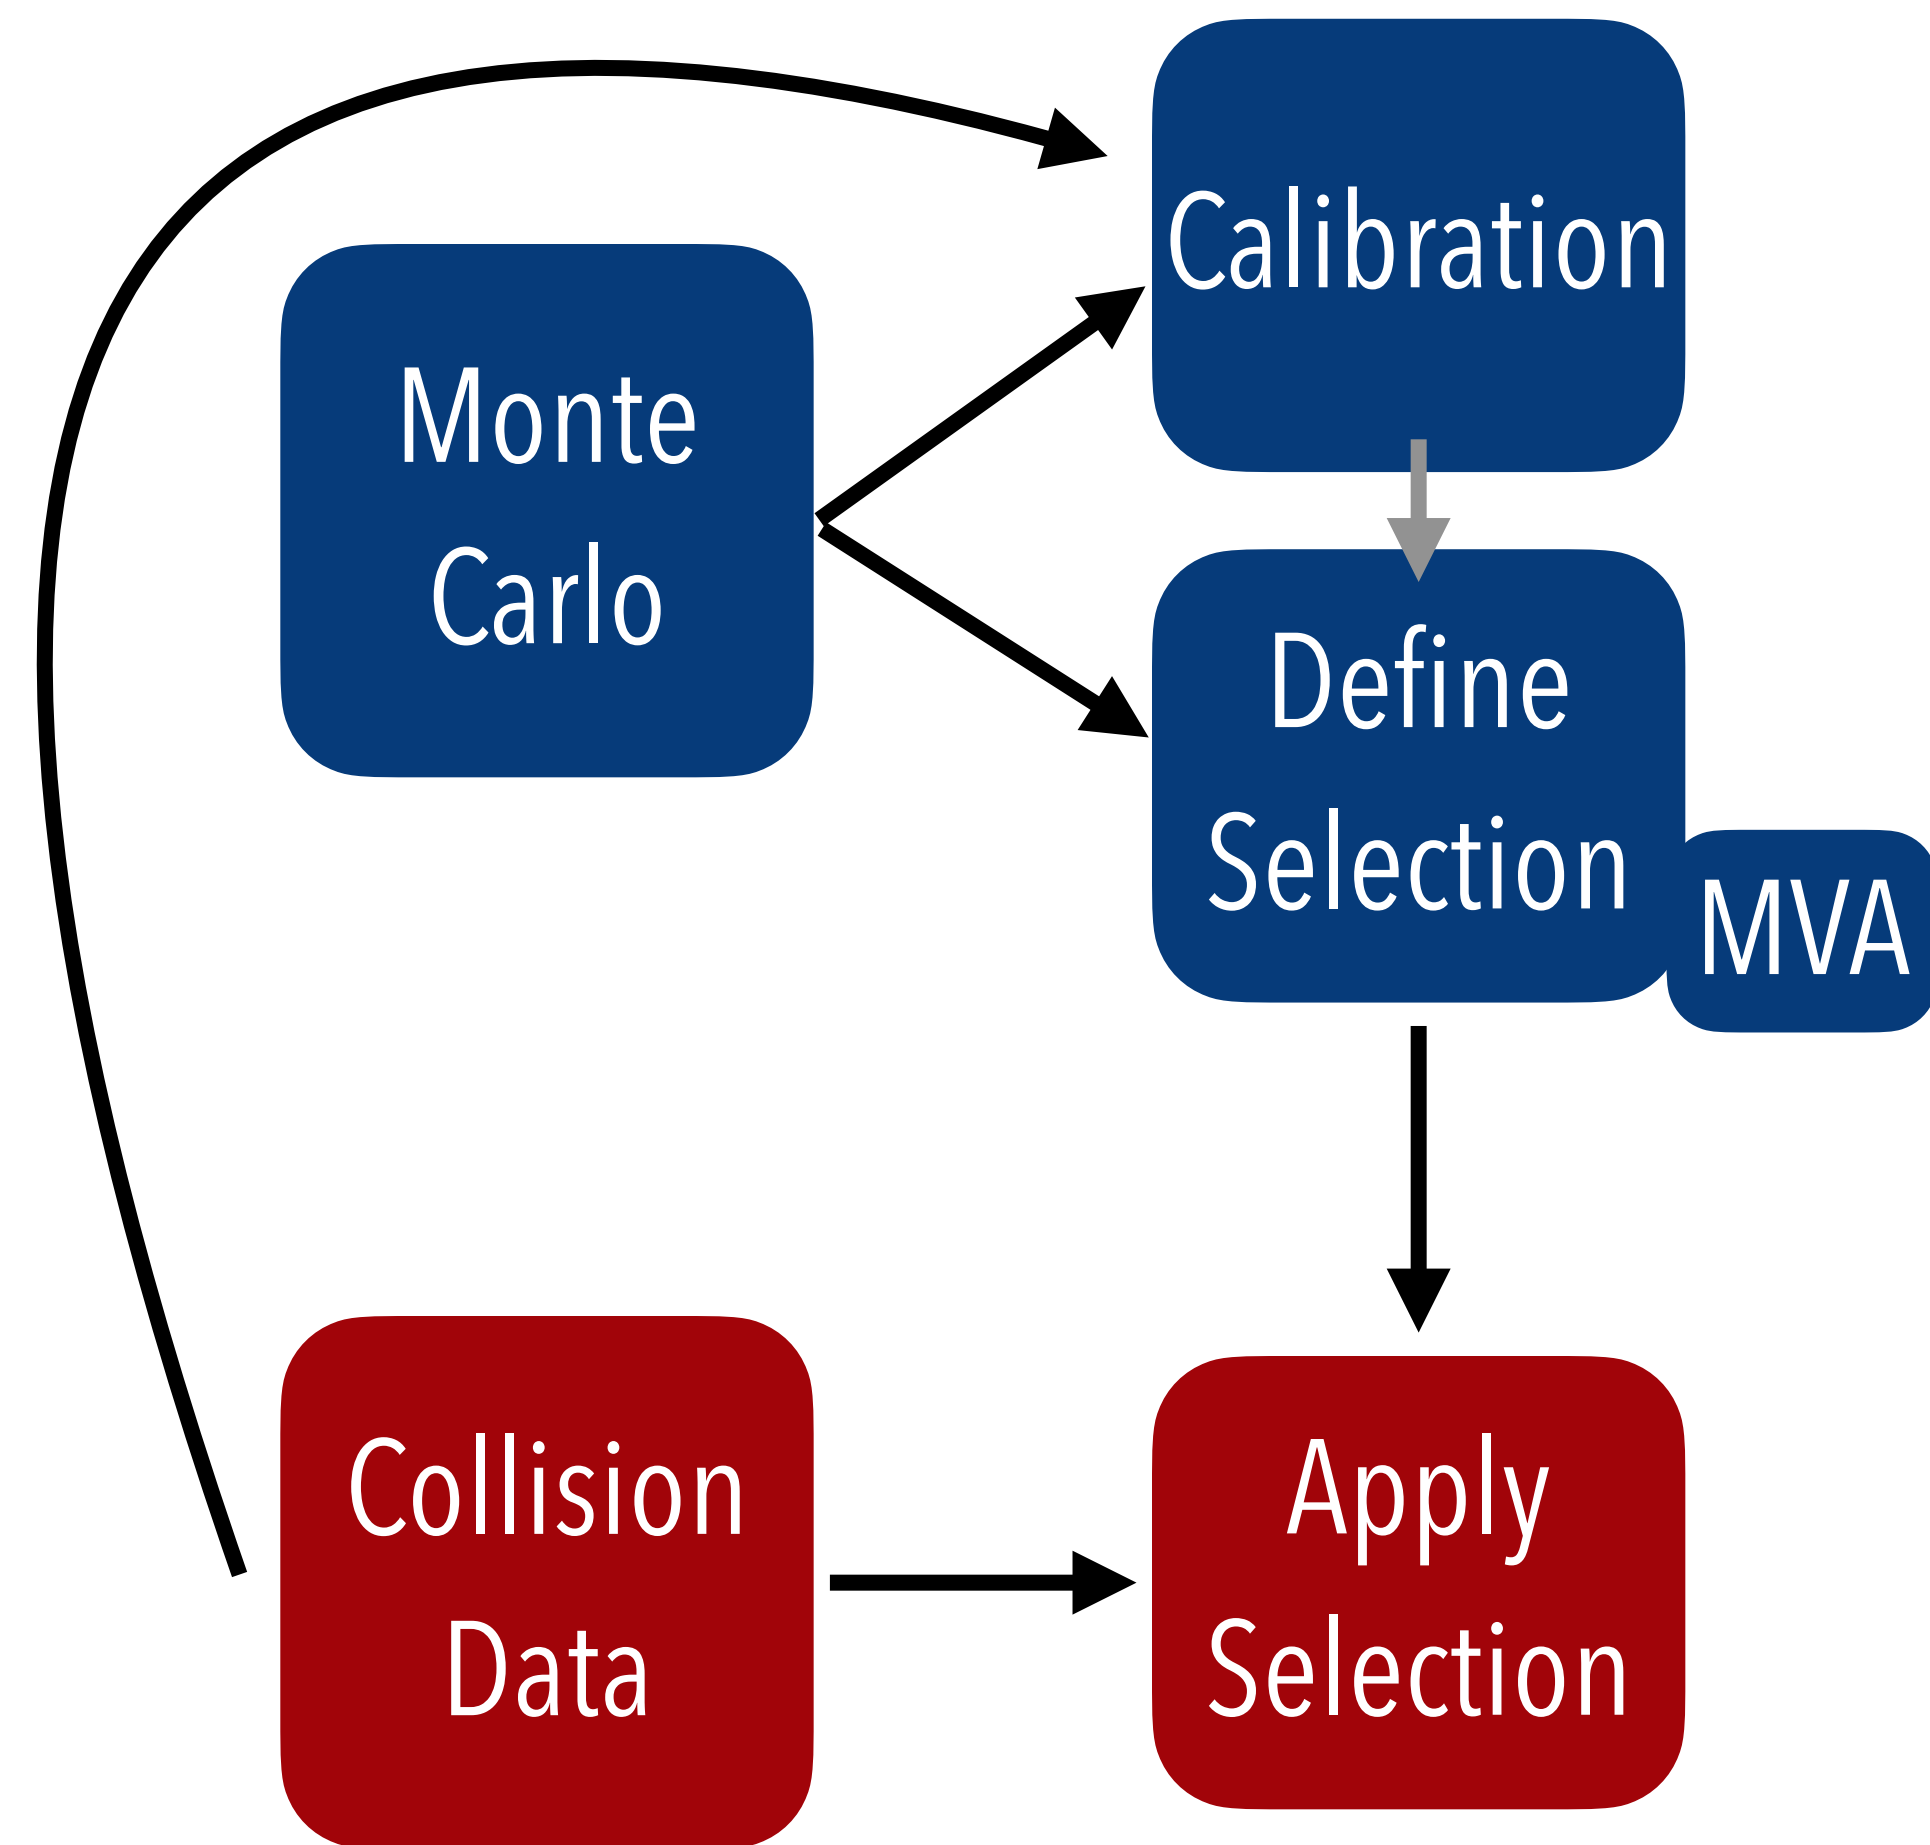 Calibration
Monte
Carlo
Define
Selection
MVA
Collision
Data
Apply
Selection